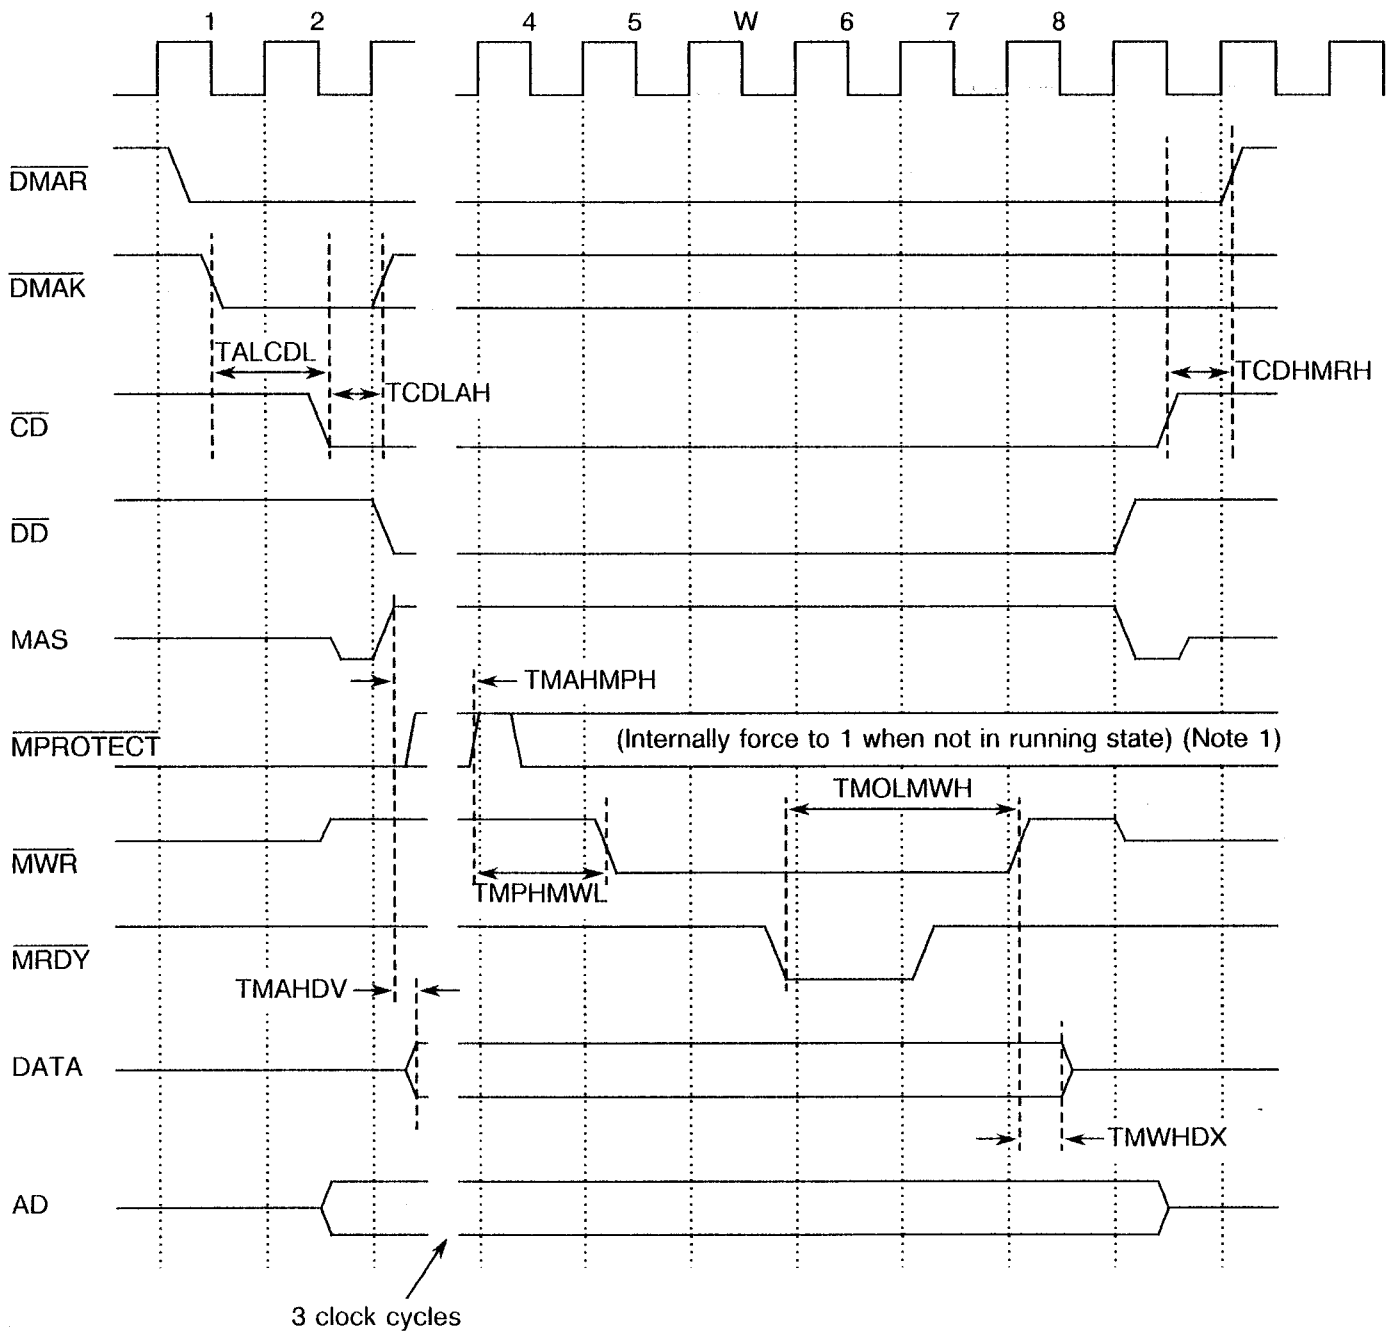 1 2 4 5 W 6 7 8
DMAR
DMAK
TALCDL
TCDLAH
TCDHMRH
CD
DD
MAS
TMAHMPH
MPROTECT
(Internally force to 1 when not in running state) (Note 1)
TMOLMWH
MWR
TMPHMWL
MRDY
TMAHDV
DATA
TMWHDX
AD
3 clock cycles